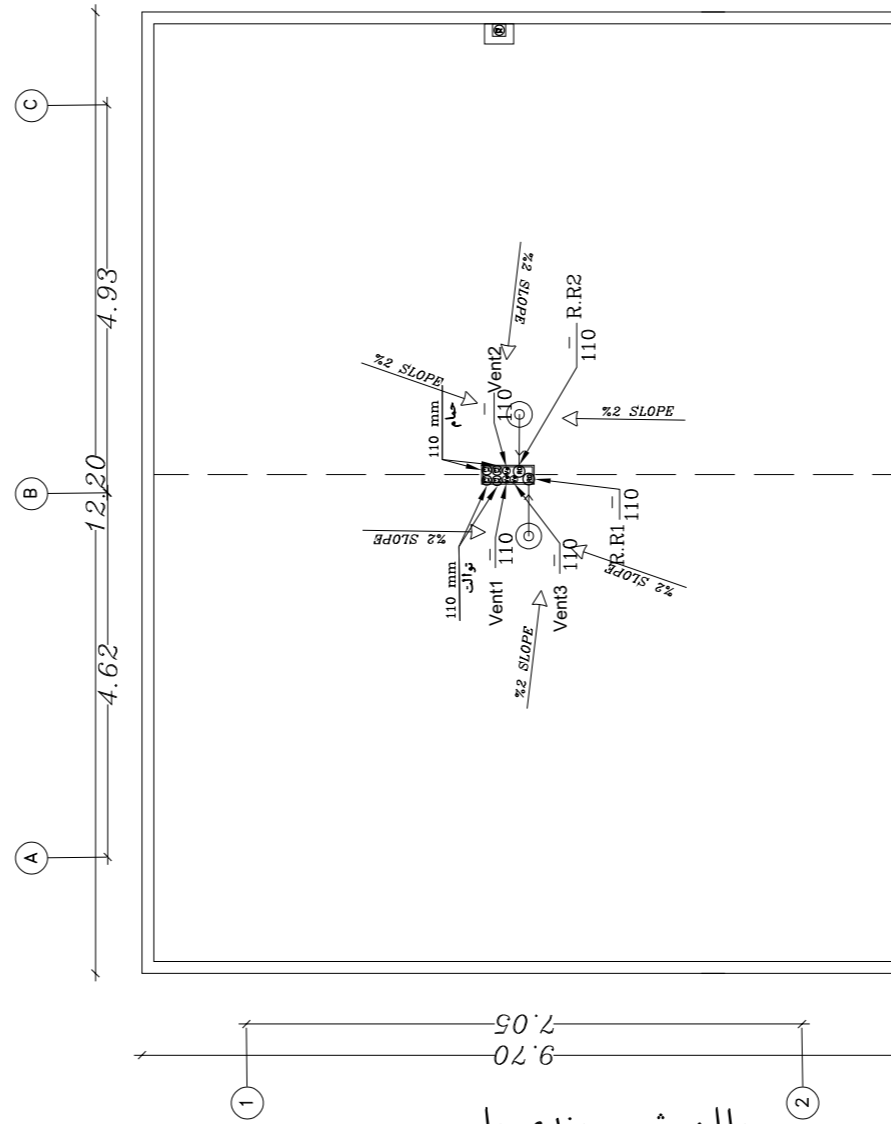 C
B
A
4.93
12.20
4.62
%2 SLOPE
%2 SLOPE
Vent2
110
R.R2
110
110 mm
حمام
%2 SLOPE
%2 SLOPE
110 mm
توالت
Vent1
110
Vent3
110
R.R1
110
%2 SLOPE
%2 SLOPE
7.05
9.70
1
2